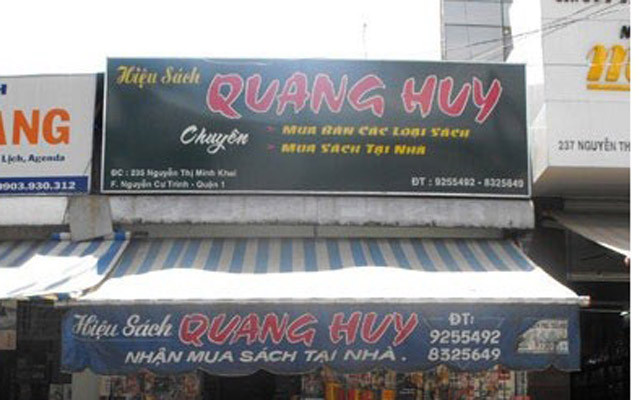 Hiệu Sách
QUANG HUY
Chuyên
➢ MUA BÁN CÁC LOẠI SÁCH
➢ MUA SÁCH TẠI NHÀ
ĐC : 235 Nguyễn Thị Minh Khai
F. Nguyễn Cư Trinh - Quận 1
ĐT : 9255492 - 8325649
ANG
Lịch, Agenda
0903.930.312
237 NGUYỄN TH
Hiệu Sách QUANG HUY ĐT:
9255492
8325649
NHẬN MUA SÁCH TẠI NHÀ.